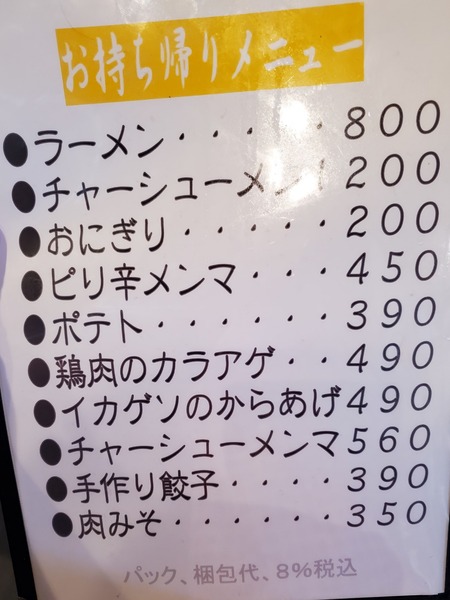 お持ち帰りメニュー
●ラーメン・・・・・８００
●チャーシューメン１２００
●おにぎり・・・・・２００
●ピリ辛メンマ・・・４５０
●ポテト・・・・・・３９０
●鶏肉のカラアゲ・・４９０
●イカゲソのからあげ４９０
●チャーシューメンマ５６０
●手作り餃子・・・・３９０
●肉みそ・・・・・・３５０
パック、梱包代、8％税込